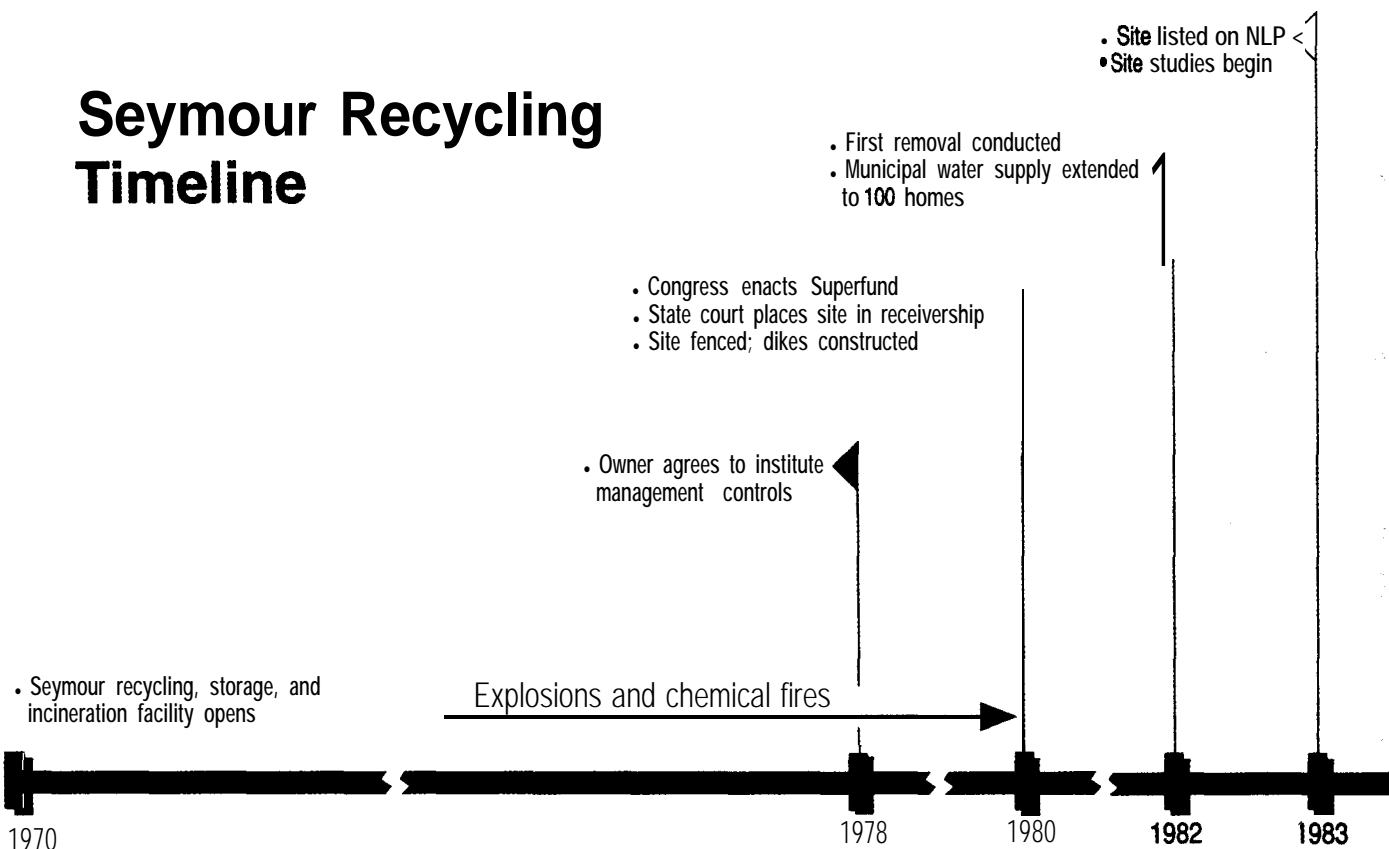 Seymour Recycling
Timeline
• Site listed on NLP <
• Site studies begin
• First removal conducted
• Municipal water supply extended
to 100 homes
• Congress enacts Superfund
• State court places site in receivership
• Site fenced; dikes constructed
• Owner agrees to institute
management controls
• Seymour recycling, storage, and
incineration facility opens
Explosions and chemical fires
1970
1978
1980
1982
1983